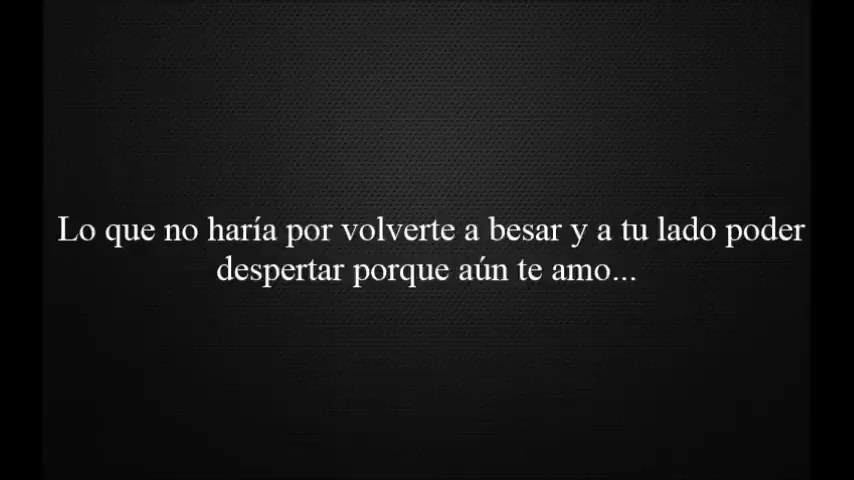 Lo que no haría por volverte a besar y a tu lado poder
despertar porque aún te amo...